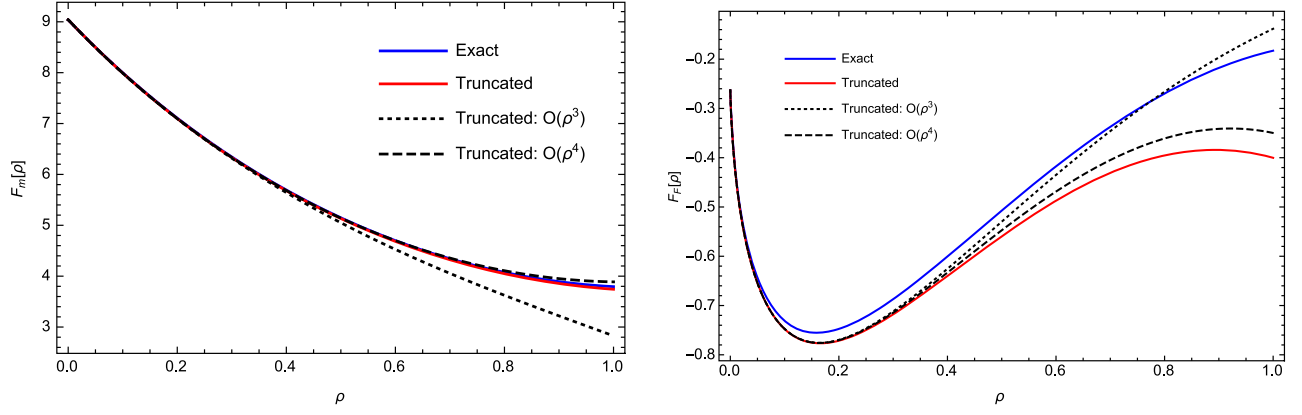 9
8
7
6
5
4
3
F_m[ρ]
Exact
Truncated
Truncated: O(ρ^3)
Truncated: O(ρ^4)
0.0 0.2 0.4 0.6 0.8 1.0
ρ
−0.2
−0.3
−0.4
−0.5
−0.6
−0.7
−0.8
F_F[ρ]
Exact
Truncated
Truncated: O(ρ^3)
Truncated: O(ρ^4)
0.0 0.2 0.4 0.6 0.8 1.0
ρ